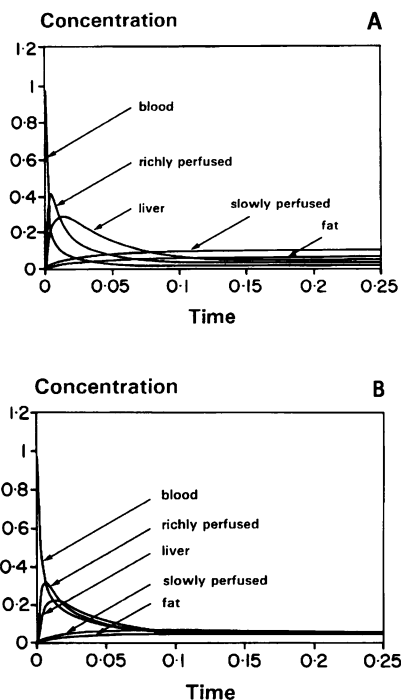 Concentration A
1·2
1
0·8
0·6
0·4
0·2
0
blood
richly perfused
liver
slowly perfused
fat
0 0·05 0·1 0·15 0·2 0·25
Time
Concentration B
1·2
1
0·8
0·6
0·4
0·2
0
blood
richly perfused
liver
slowly perfused
fat
0 0·05 0·1 0·15 0·2 0·25
Time